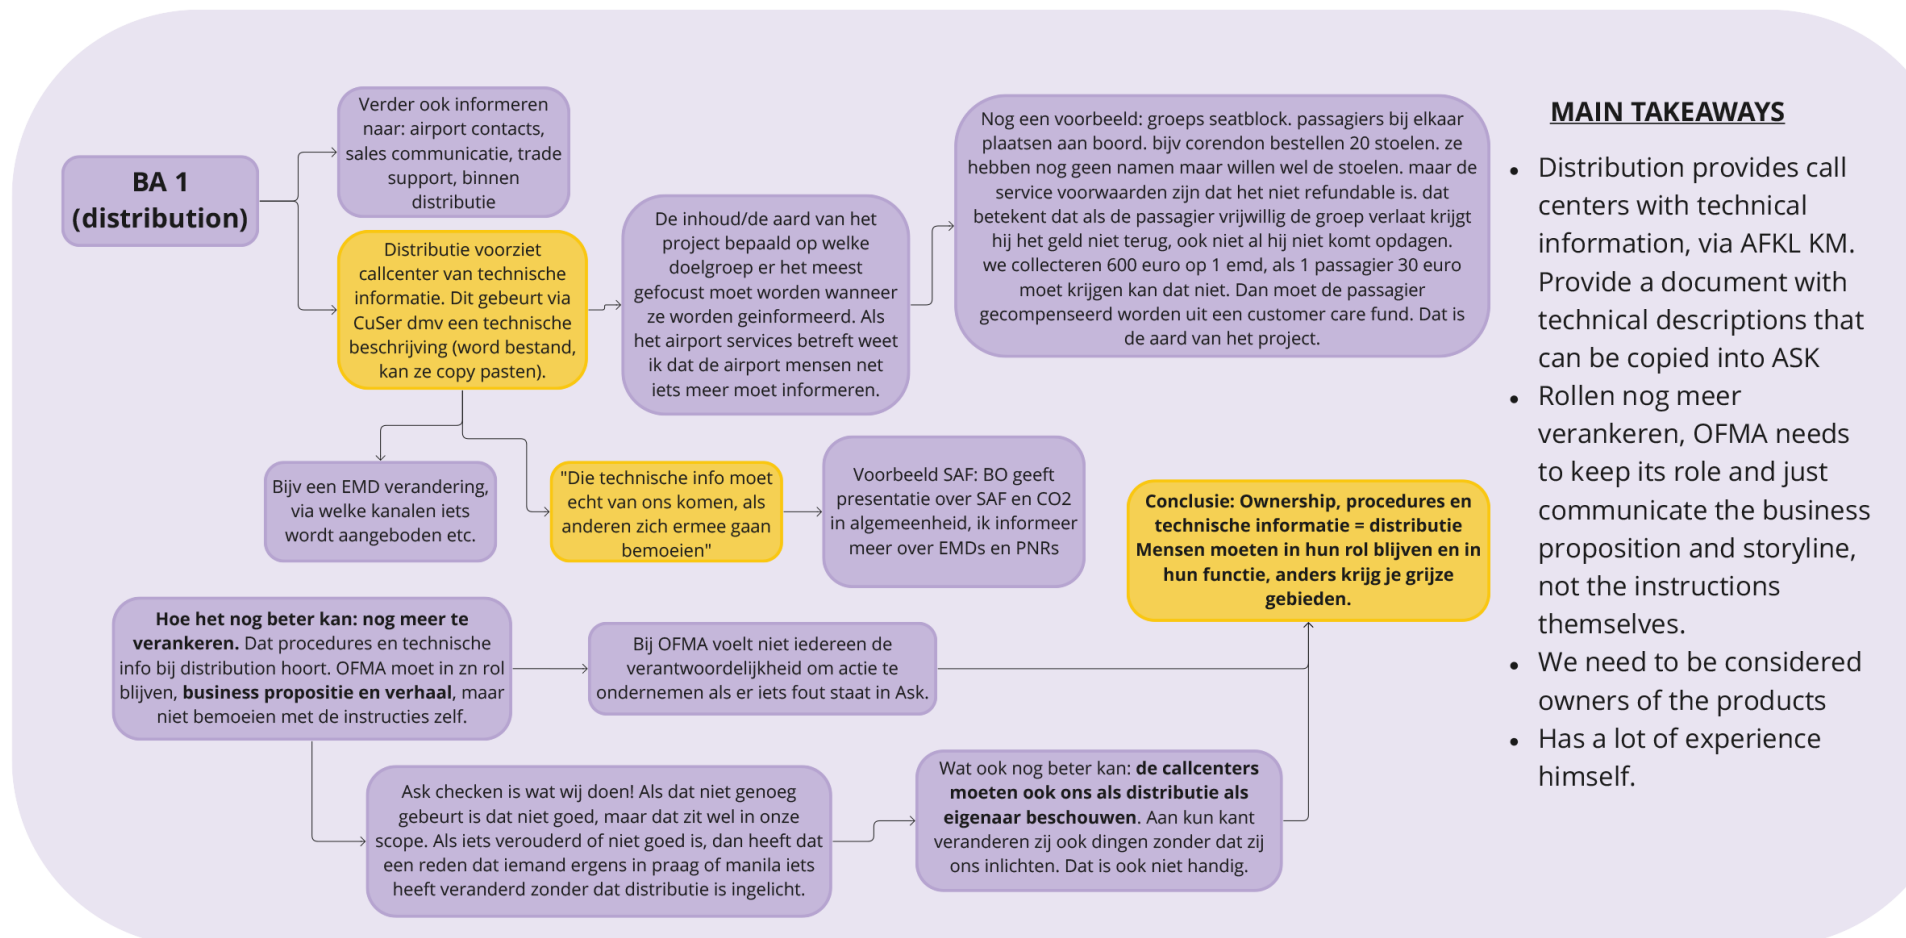 BA 1
(distribution)
Verder ook informeren
naar: airport contacts,
sales communicatie, trade
support, binnen
distributie
Distributie voorziet
callcenter van technische
informatie. Dit gebeurt via
CuSer dmv een technische
beschrijving (word bestand,
kan ze copy pasten).
De inhoud/de aard van het
project bepaald op welke
doelgroep er het meest
gefocust moet worden wanneer
ze worden geinformeerd. Als
het airport services betreft weet
ik dat de airport mensen net
iets meer moet informeren.
Nog een voorbeeld: groeps seatblock. passagiers bij elkaar
plaatsen aan boord. bijv corendon bestellen 20 stoelen. ze
hebben nog geen namen maar willen wel de stoelen. maar de
service voorwaarden zijn dat het niet refundable is. dat
betekent dat als de passagier vrijwillig de groep verlaat krijgt
hij het geld niet terug, ook niet al hij niet komt opdagen.
we collecteren 600 euro op 1 emd, als 1 passagier 30 euro
moet krijgen kan dat niet. Dan moet de passagier
gecompenseerd worden uit een customer care fund. Dat is
de aard van het project.
Bijv een EMD verandering,
via welke kanalen iets
wordt aangeboden etc.
"Die technische info moet
echt van ons komen, als
anderen zich ermee gaan
bemoeien"
Voorbeeld SAF: BO geeft
presentatie over SAF en CO2
in algemeenheid, ik informeer
meer over EMDs en PNRs
Conclusie: Ownership, procedures en
technische informatie = distributie
Mensen moeten in hun rol blijven en in
hun functie, anders krijg je grijze
gebieden.
Hoe het nog beter kan: nog meer te
verankeren. Dat procedures en technische
info bij distribution hoort. OFMA moet in zn rol
blijven, business propositie en verhaal, maar
niet bemoeien met de instructies zelf.
Bij OFMA voelt niet iedereen de
verantwoordelijkheid om actie te
ondernemen als er iets fout staat in Ask.
Ask checken is wat wij doen! Als dat niet genoeg
gebeurt is dat niet goed, maar dat zit wel in onze
scope. Als iets verouderd of niet goed is, dan heeft dat
een reden dat iemand ergens in praag of manila iets
heeft veranderd zonder dat distributie is ingelicht.
Wat ook nog beter kan: de callcenters
moeten ook ons als distributie als
eigenaar beschouwen. Aan kun kant
veranderen zij ook dingen zonder dat zij
ons inlichten. Dat is ook niet handig.
MAIN TAKEAWAYS
• Distribution provides call
centers with technical
information, via AFKL KM.
Provide a document with
technical descriptions that
can be copied into ASK
• Rollen nog meer
verankeren, OFMA needs
to keep its role and just
communicate the business
proposition and storyline,
not the instructions
themselves.
• We need to be considered
owners of the products
• Has a lot of experience
himself.